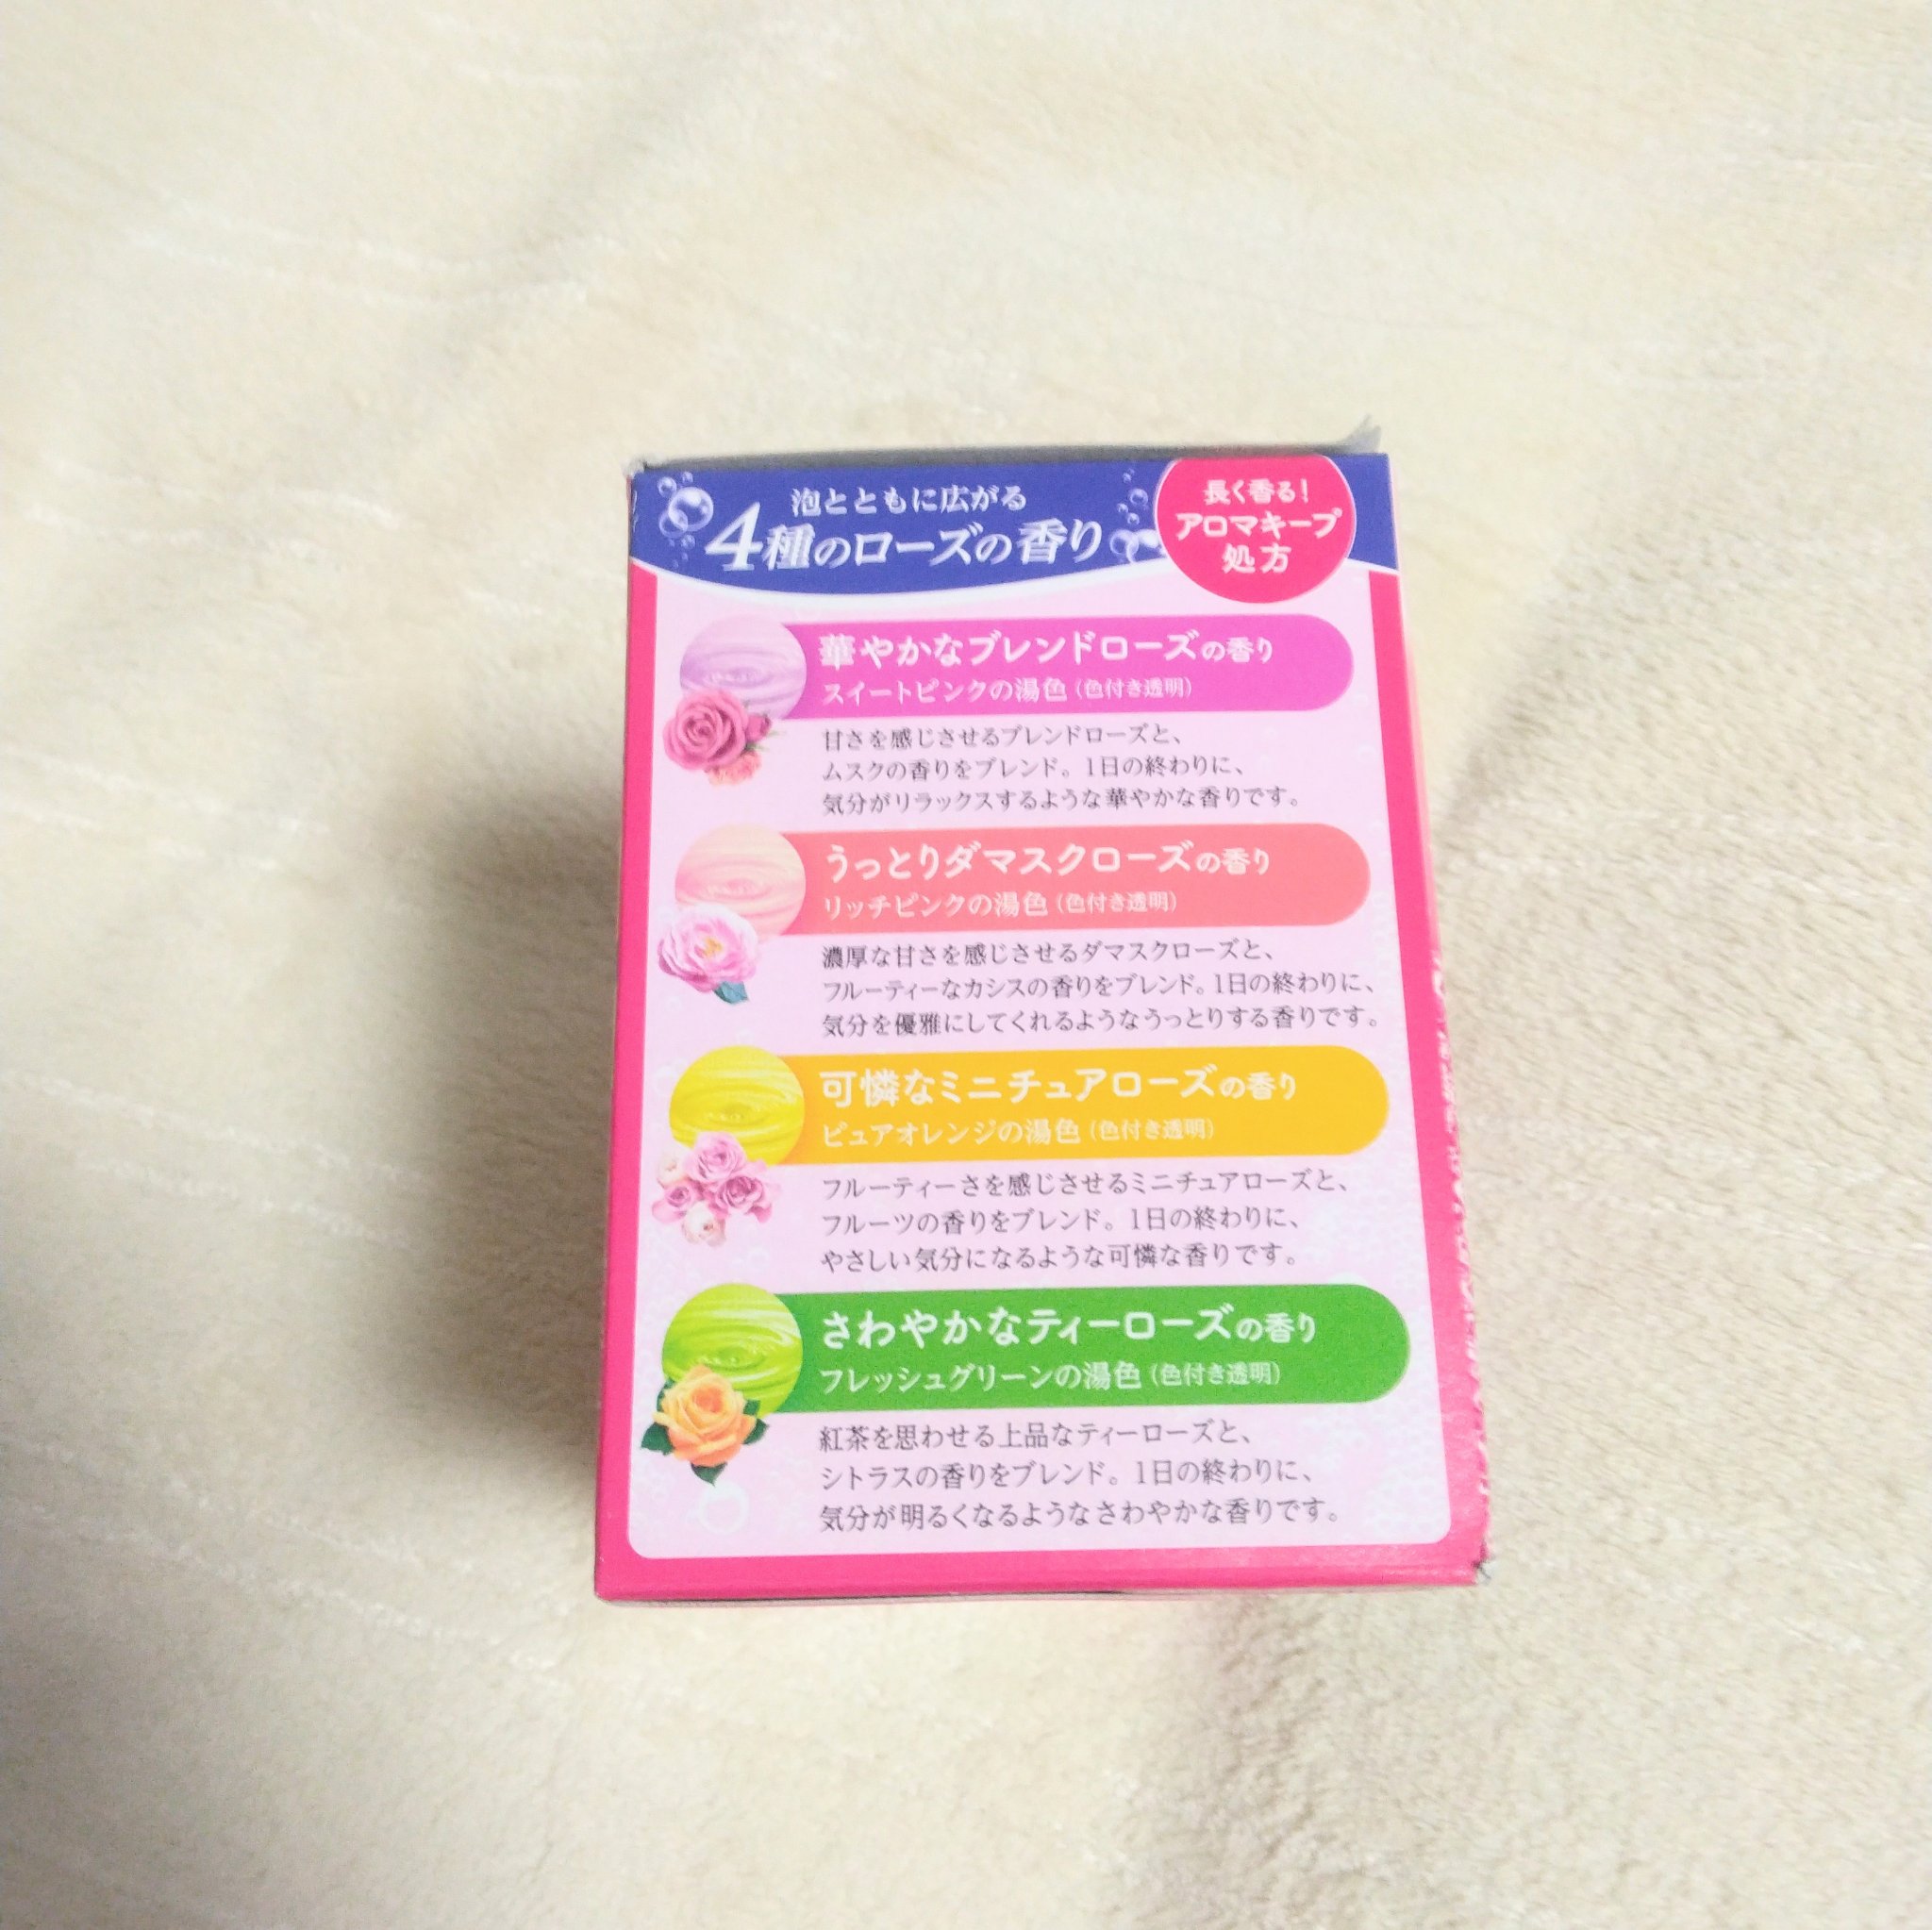 泡とともに広がる
4種のローズの香り
長く香る!
アロマキープ
処方
華やかなブレンドローズの香り
スイートピンクの湯色(色付き透明)
甘さを感じさせるブレンドローズと、
ムスクの香りをブレンド。1日の終わりに、
気分がリラックスするような華やかな香りです。
うっとりダマスクローズの香り
リッチピンクの湯色(色付き透明)
濃厚な甘さを感じさせるダマスクローズと、
フルーティーなカシスの香りをブレンド。1日の終わりに、
気分を優雅にしてくれるようなうっとりする香りです。
可憐なミニチュアローズの香り
ピュアオレンジの湯色(色付き透明)
フルーティーさを感じさせるミニチュアローズと、
フルーツの香りをブレンド。1日の終わりに、
やさしい気分になるような可憐な香りです。
さわやかなティーローズの香り
フレッシュグリーンの湯色(色付き透明)
紅茶を思わせる上品なティーローズと、
シトラスの香りをブレンド。1日の終わりに、
気分が明るくなるようなさわやかな香りです。